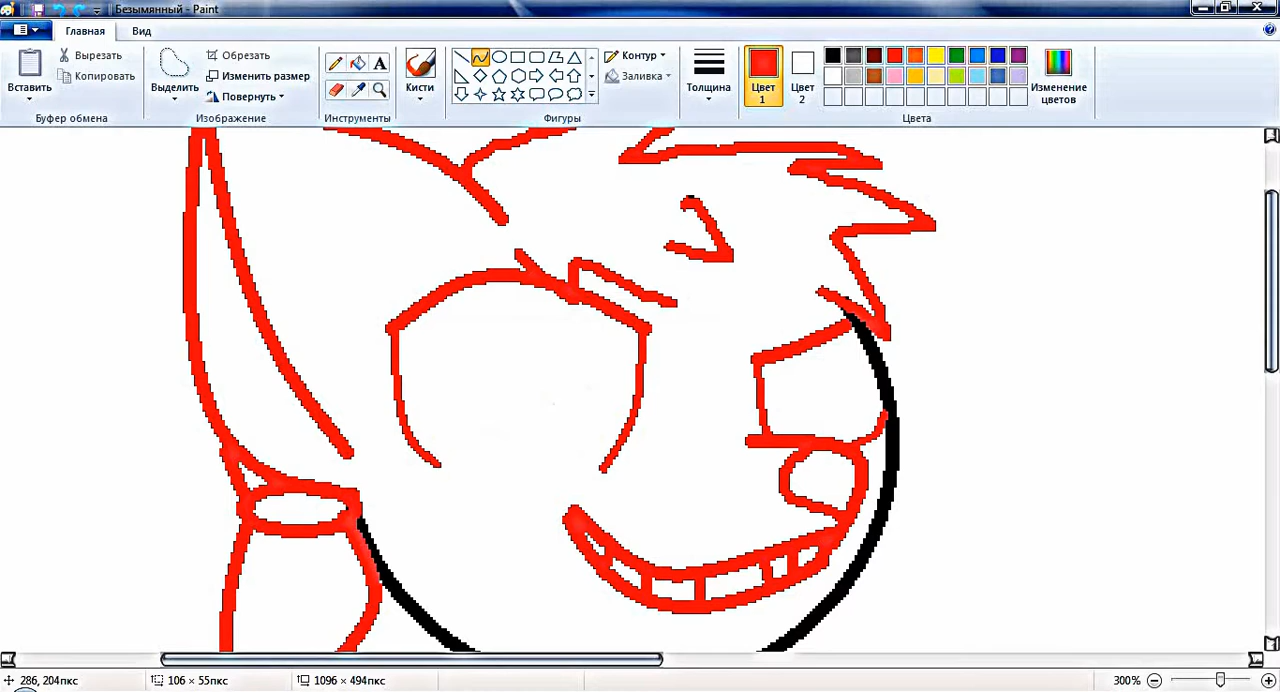 Безымянный - Paint
Главная Вид
Вставить
Вырезать
Копировать
Буфер обмена
Выделить
Обрезать
Изменить размер
Повернуть
Изображение
A
Инструменты
Кисти
Контур
Заливка
Фигуры
Толщина
Цвет
1
Цвет
2
Изменение
цветов
Цвета
286, 204пкс
106 × 55пкс
1096 × 494пкс
300%